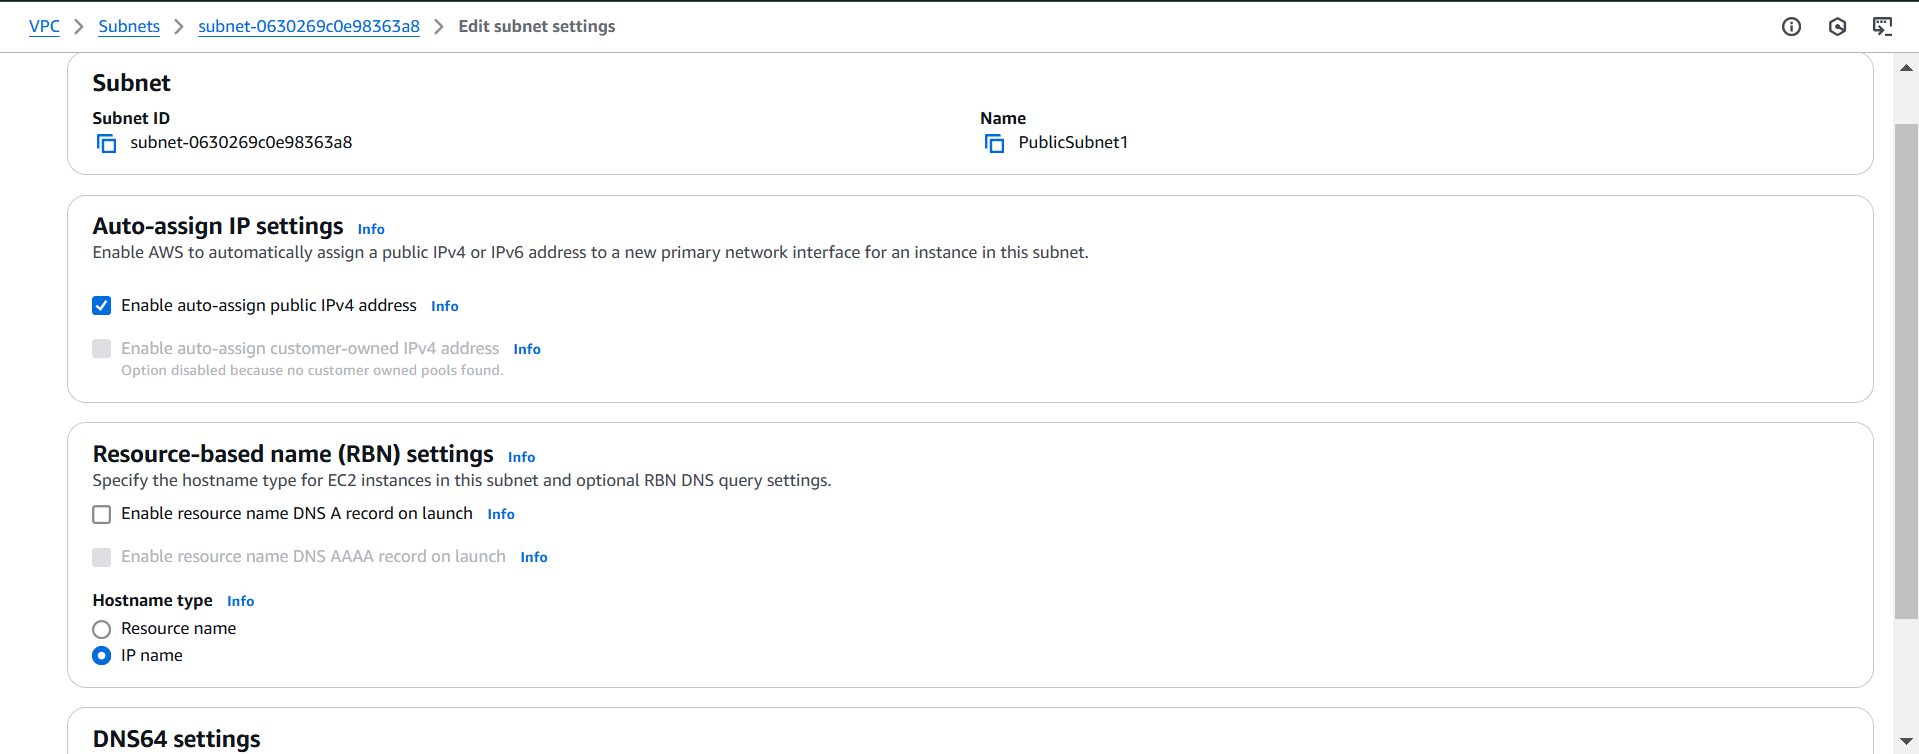 VPC > Subnets > subnet-0630269c0e98363a8 > Edit subnet settings
Subnet
Subnet ID
subnet-0630269c0e98363a8
Name
PublicSubnet1
Auto-assign IP settings Info
Enable AWS to automatically assign a public IPv4 or IPv6 address to a new primary network interface for an instance in this subnet.
Enable auto-assign public IPv4 address Info
Enable auto-assign customer-owned IPv4 address Info
Option disabled because no customer owned pools found.
Resource-based name (RBN) settings Info
Specify the hostname type for EC2 instances in this subnet and optional RBN DNS query settings.
Enable resource name DNS A record on launch Info
Enable resource name DNS AAAA record on launch Info
Hostname type Info
Resource name
IP name
DNS64 settings